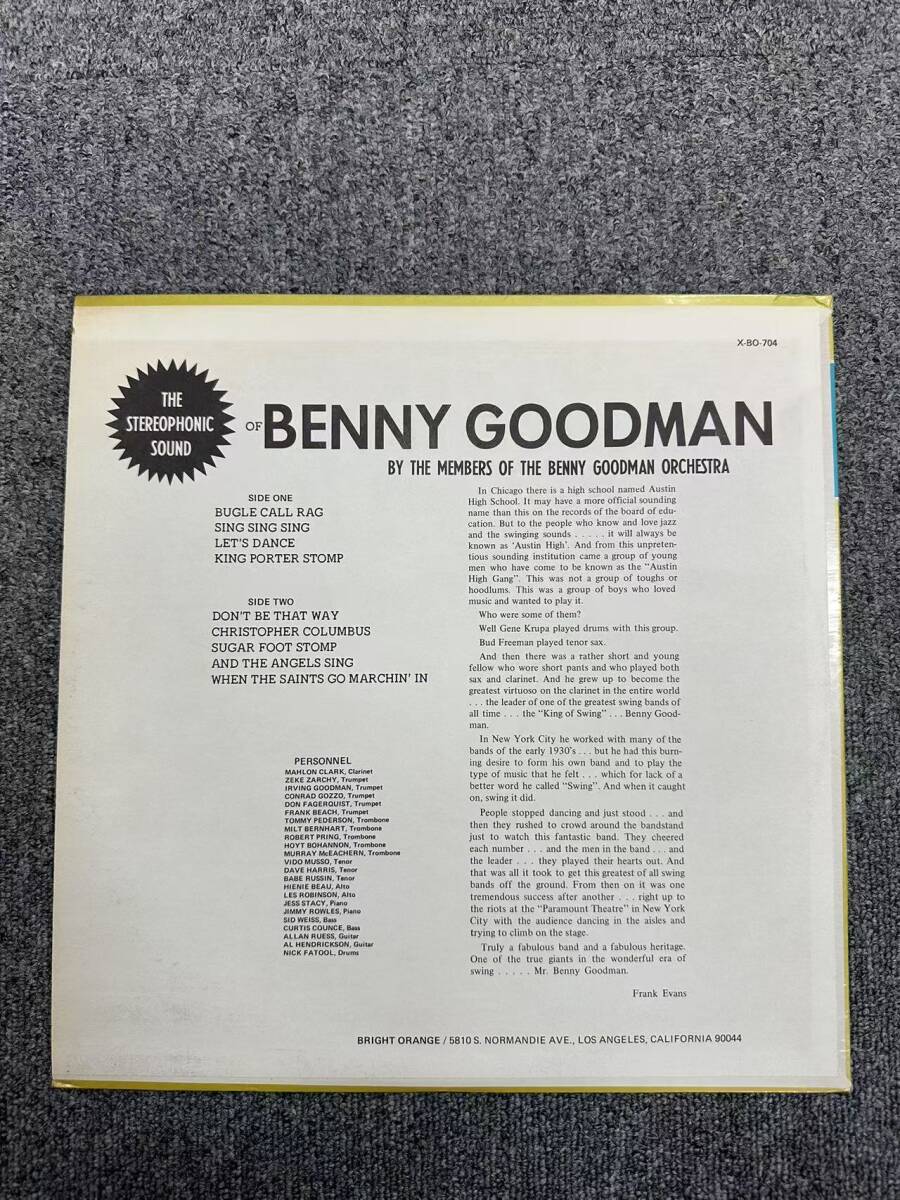 X-BO-704
THE
STEREOPHONIC
SOUND
OF BENNY GOODMAN
BY THE MEMBERS OF THE BENNY GOODMAN ORCHESTRA
SIDE ONE
BUGLE CALL RAG
SING SING SING
LET'S DANCE
KING PORTER STOMP
SIDE TWO
DON'T BE THAT WAY
CHRISTOPHER COLUMBUS
SUGAR FOOT STOMP
AND THE ANGELS SING
WHEN THE SAINTS GO MARCHIN' IN
PERSONNEL
MAHLON CLARK, Clarinet
ZEKE ZARCHY, Trumpet
IRVING GOODMAN, Trumpet
CONRAD GOZZO, Trumpet
DON FAGERQUIST, Trumpet
FRANK BEACH, Trumpet
TOMMY PEDERSON, Trombone
MILT BERNHART, Trombone
ROBERT PRING, Trombone
HOYT BOHANNON, Trombone
MURRAY McEACHERN, Trombone
VIDO MUSSO, Tenor
DAVE HARRIS, Tenor
BABE RUSSIN, Tenor
HIENIE BEAU, Alto
LES ROBINSON, Alto
JESS STACY, Piano
JIMMY ROWLES, Piano
SID WEISS, Bass
CURTIS COUNCE, Bass
ALLAN RUESS, Guitar
AL HENDRICKSON, Guitar
NICK FATOOL, Drums
In Chicago there is a high school named Austin
High School. It may have a more official sounding
name than this on the records of the board of edu-
cation. But to the people who know and love jazz
and the swinging sounds . . . . . it will always be
known as 'Austin High'. And from this unpreten-
tious sounding institution came a group of young
men who have come to be known as the "Austin
High Gang". This was not a group of toughs or
hoodlums. This was a group of boys who loved
music and wanted to play it.
Who were some of them?
Well Gene Krupa played drums with this group.
Bud Freeman played tenor sax.
And then there was a rather short and young
fellow who wore short pants and who played both
sax and clarinet. And he grew up to become the
greatest virtuoso on the clarinet in the entire world
. . . the leader of one of the greatest swing bands of
all time . . . the "King of Swing" . . . Benny Good-
man.
In New York City he worked with many of the
bands of the early 1930's . . . but he had this burn-
ing desire to form his own band and to play the
type of music that he felt . . . which for lack of a
better word he called "Swing". And when it caught
on, swing it did.
People stopped dancing and just stood . . . and
then they rushed to crowd around the bandstand
just to watch this fantastic band. They cheered
each number . . . and the men in the band . . . and
the leader . . . they played their hearts out. And
that was all it took to get this greatest of all swing
bands off the ground. From then on it was one
tremendous success after another . . . right up to
the riots at the "Paramount Theatre" in New York
City with the audience dancing in the aisles and
trying to climb on the stage.
Truly a fabulous band and a fabulous heritage.
One of the true giants in the wonderful era of
swing . . . . . Mr. Benny Goodman.
Frank Evans
BRIGHT ORANGE / 5810 S. NORMANDIE AVE., LOS ANGELES, CALIFORNIA 90044